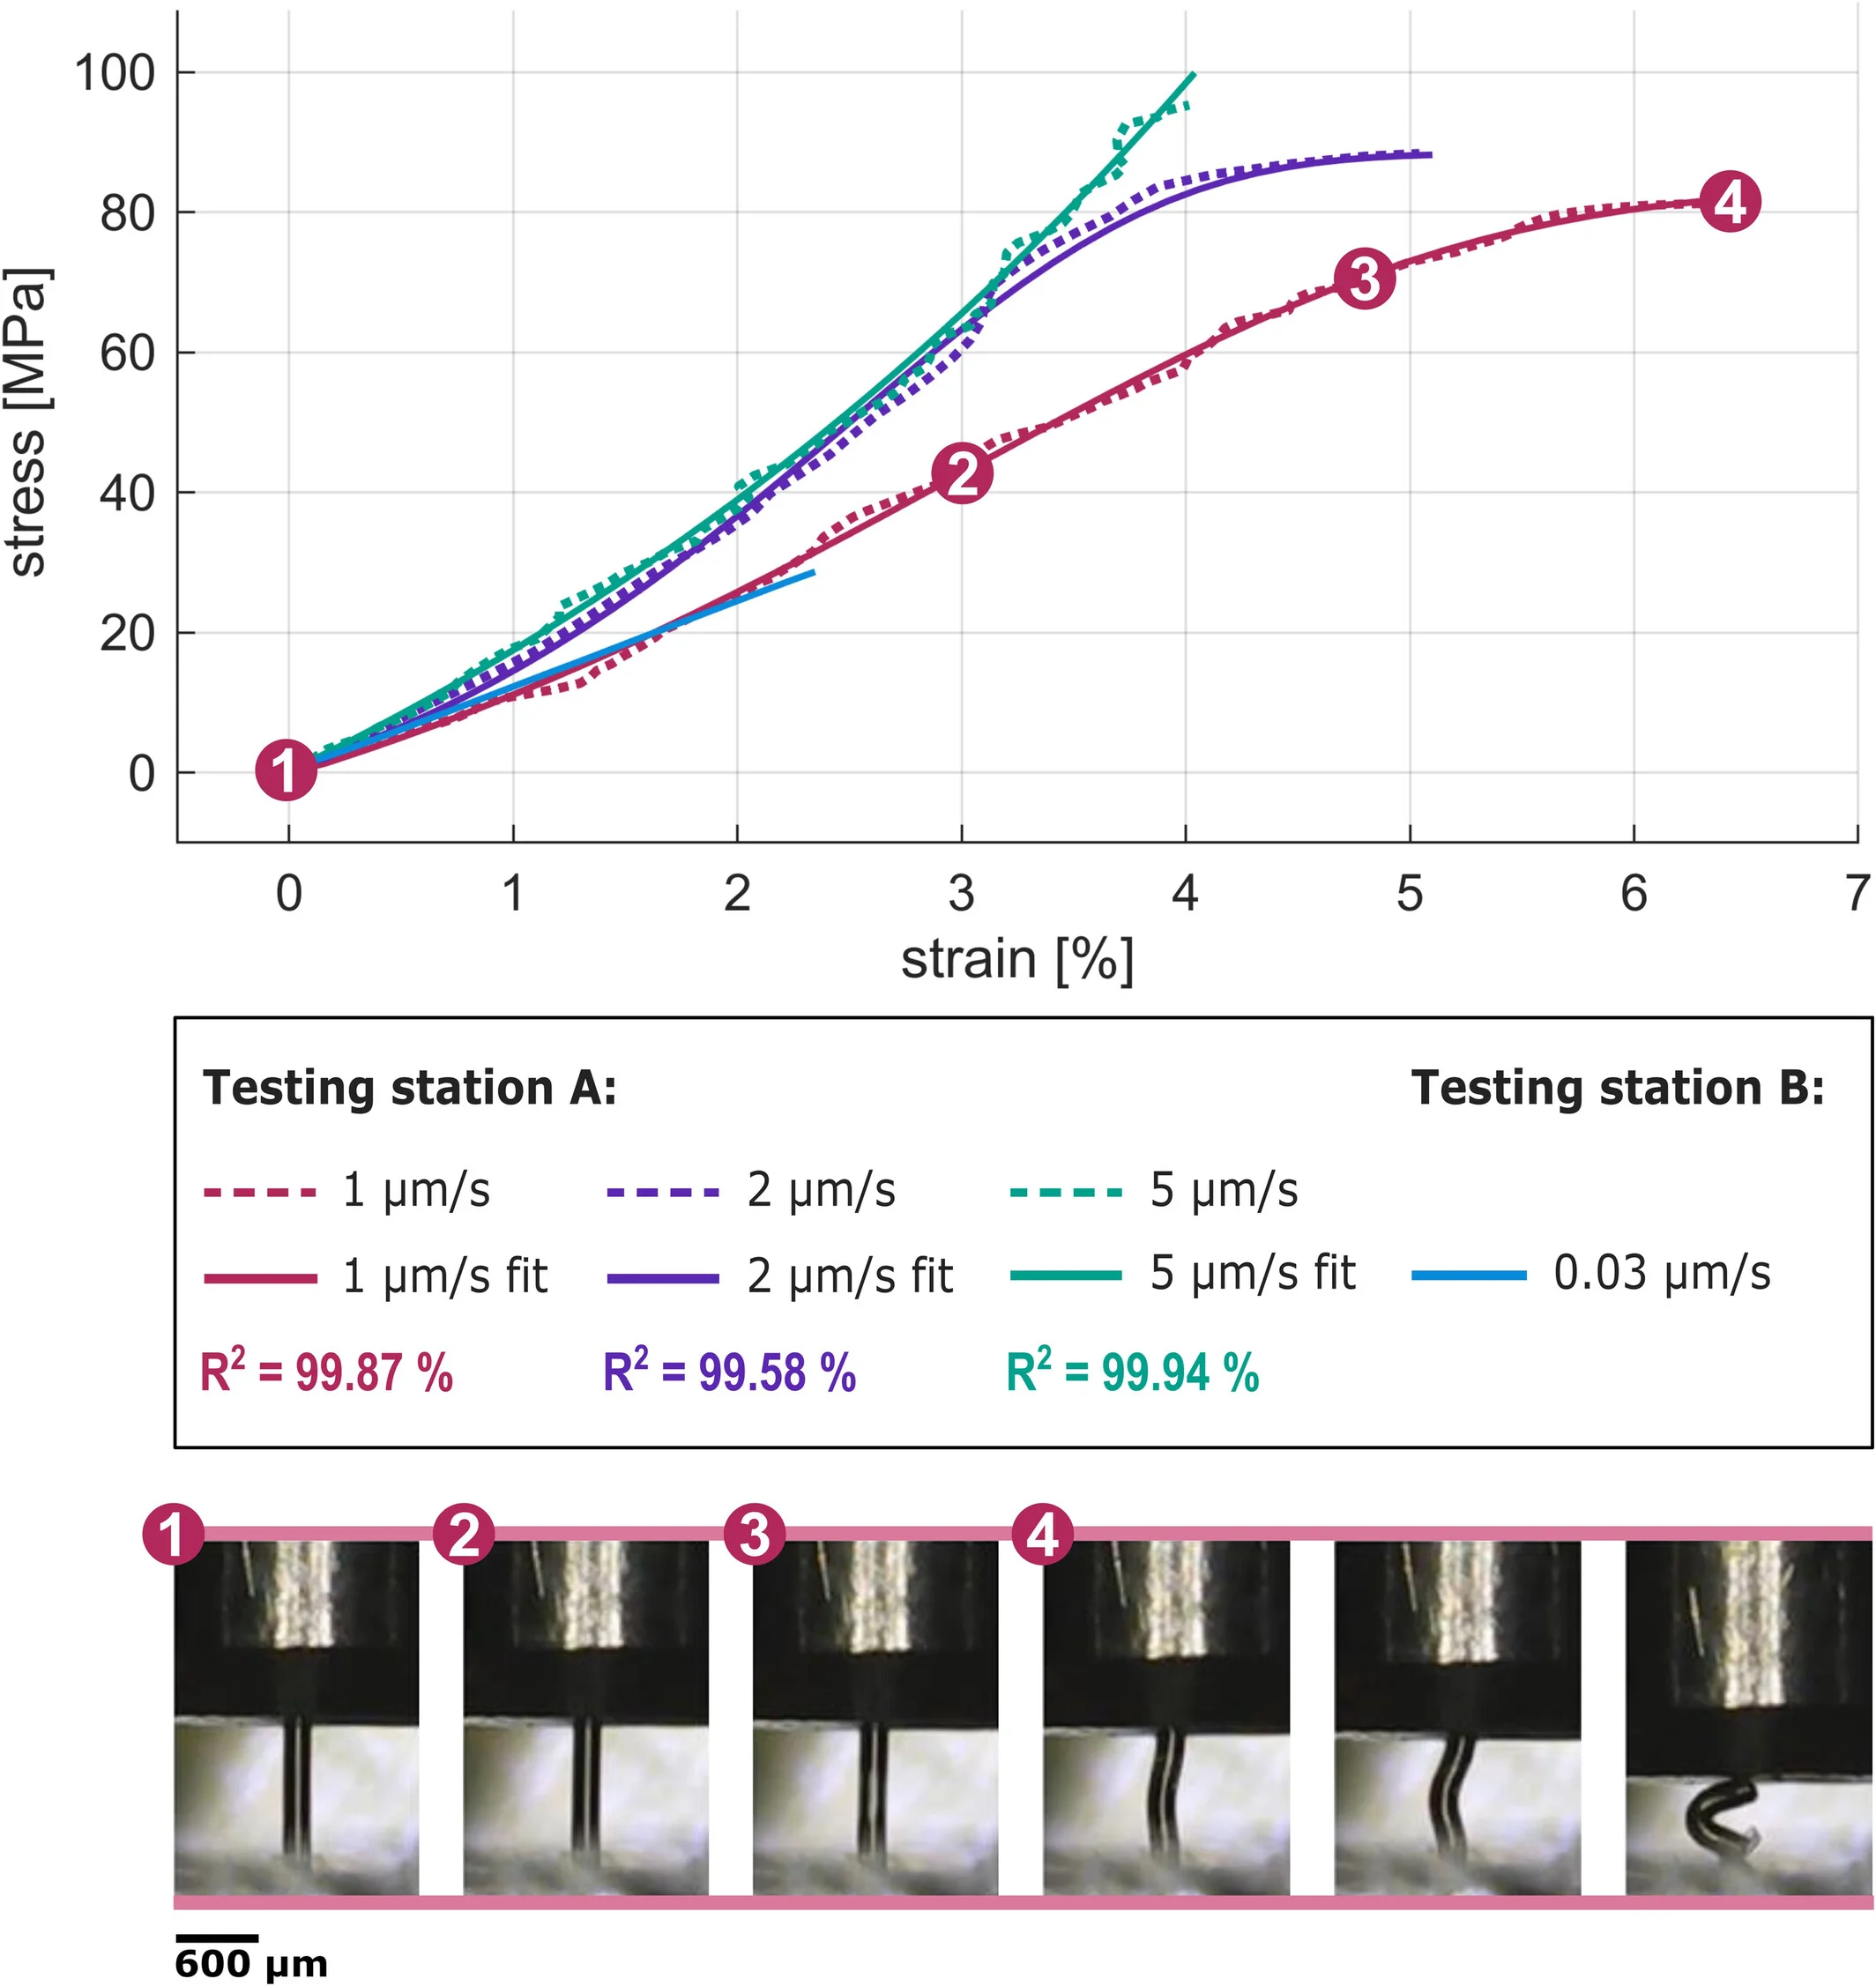 stress [MPa]
100
80
60
40
20
0
1
2
3
4
0 1 2 3 4 5 6 7
strain [%]
Testing station A: Testing station B:
1 µm/s 2 µm/s 5 µm/s
1 µm/s fit 2 µm/s fit 5 µm/s fit 0.03 µm/s
R² = 99.87 % R² = 99.58 % R² = 99.94 %
1 2 3 4
600 µm